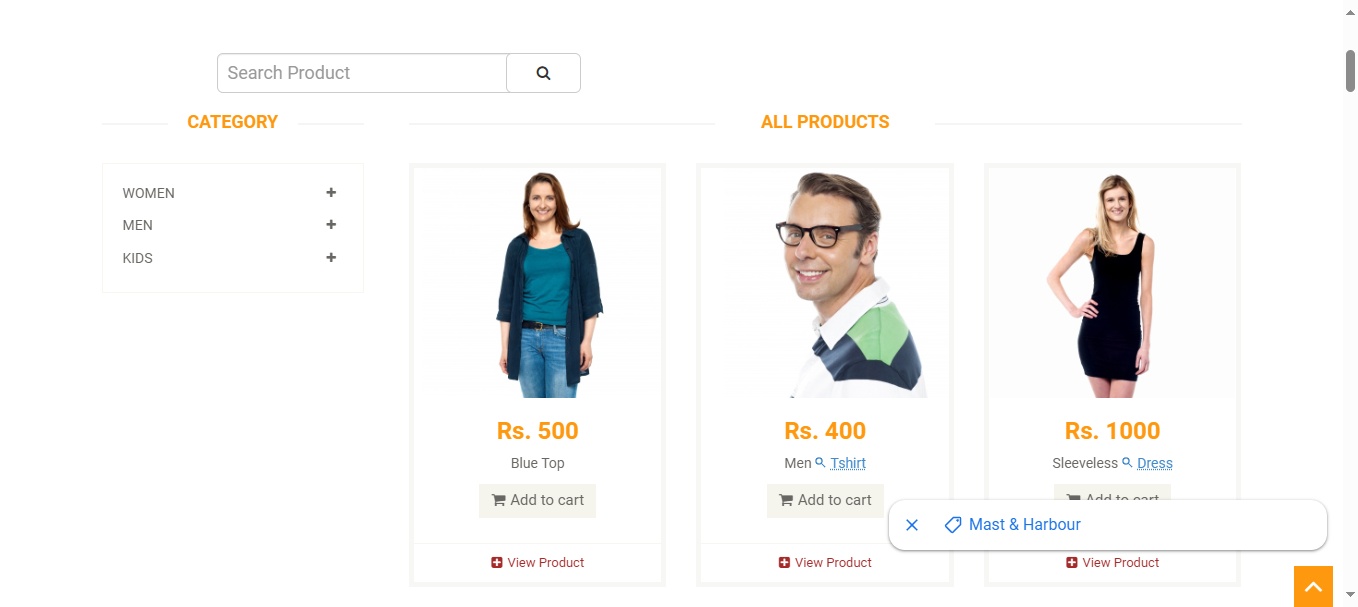 Search Product
CATEGORY
ALL PRODUCTS
WOMEN
MEN
KIDS
Rs. 500
Blue Top
Add to cart
View Product
Rs. 400
Men Tshirt
Add to cart
View Product
Rs. 1000
Sleeveless Dress
Add to cart
View Product
Mast & Harbour